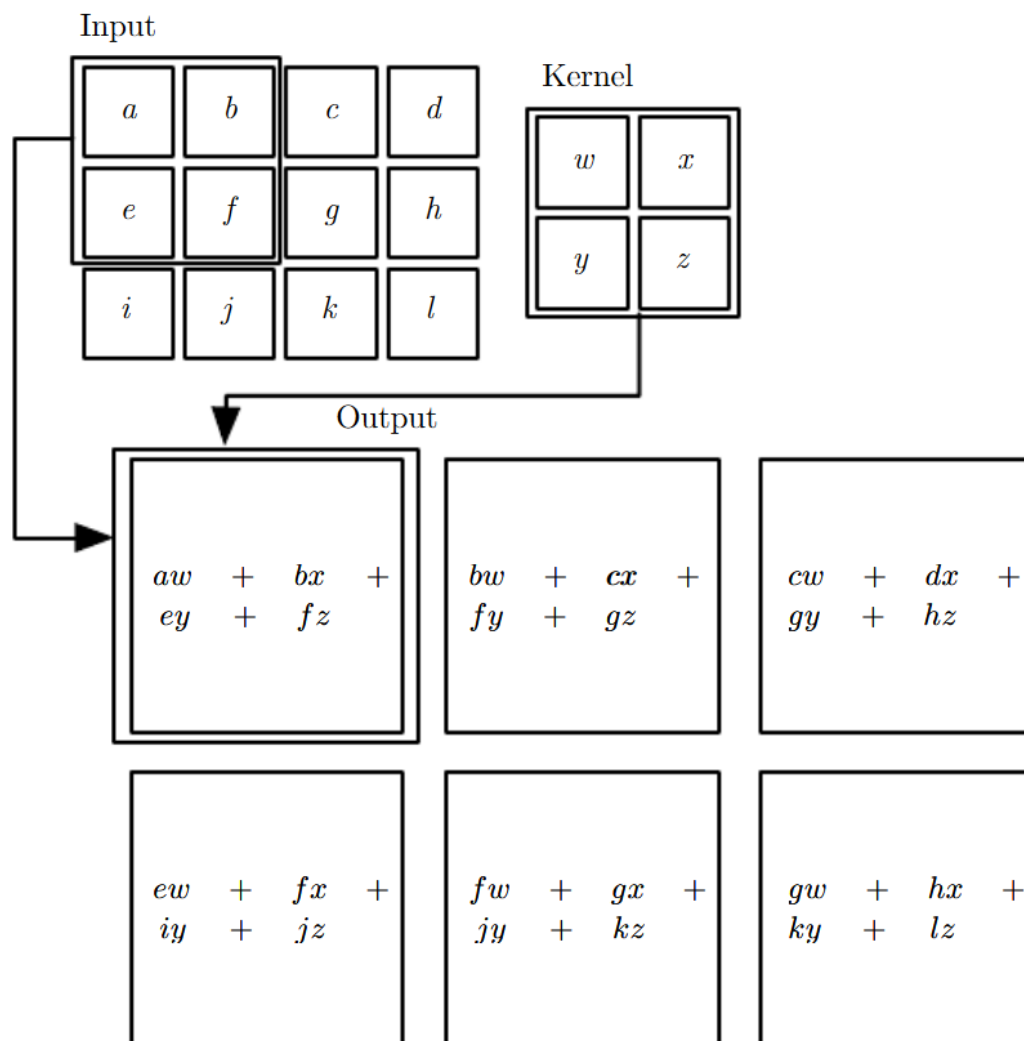 Input
Kernel
a b c d
w x
e f g h
y z
i j k l
Output
aw + bx + bw + cx + cw + dx +
ey + fz fy + gz gy + hz
ew + fx + fw + gx + gw + hx +
iy + jz jy + kz ky + lz